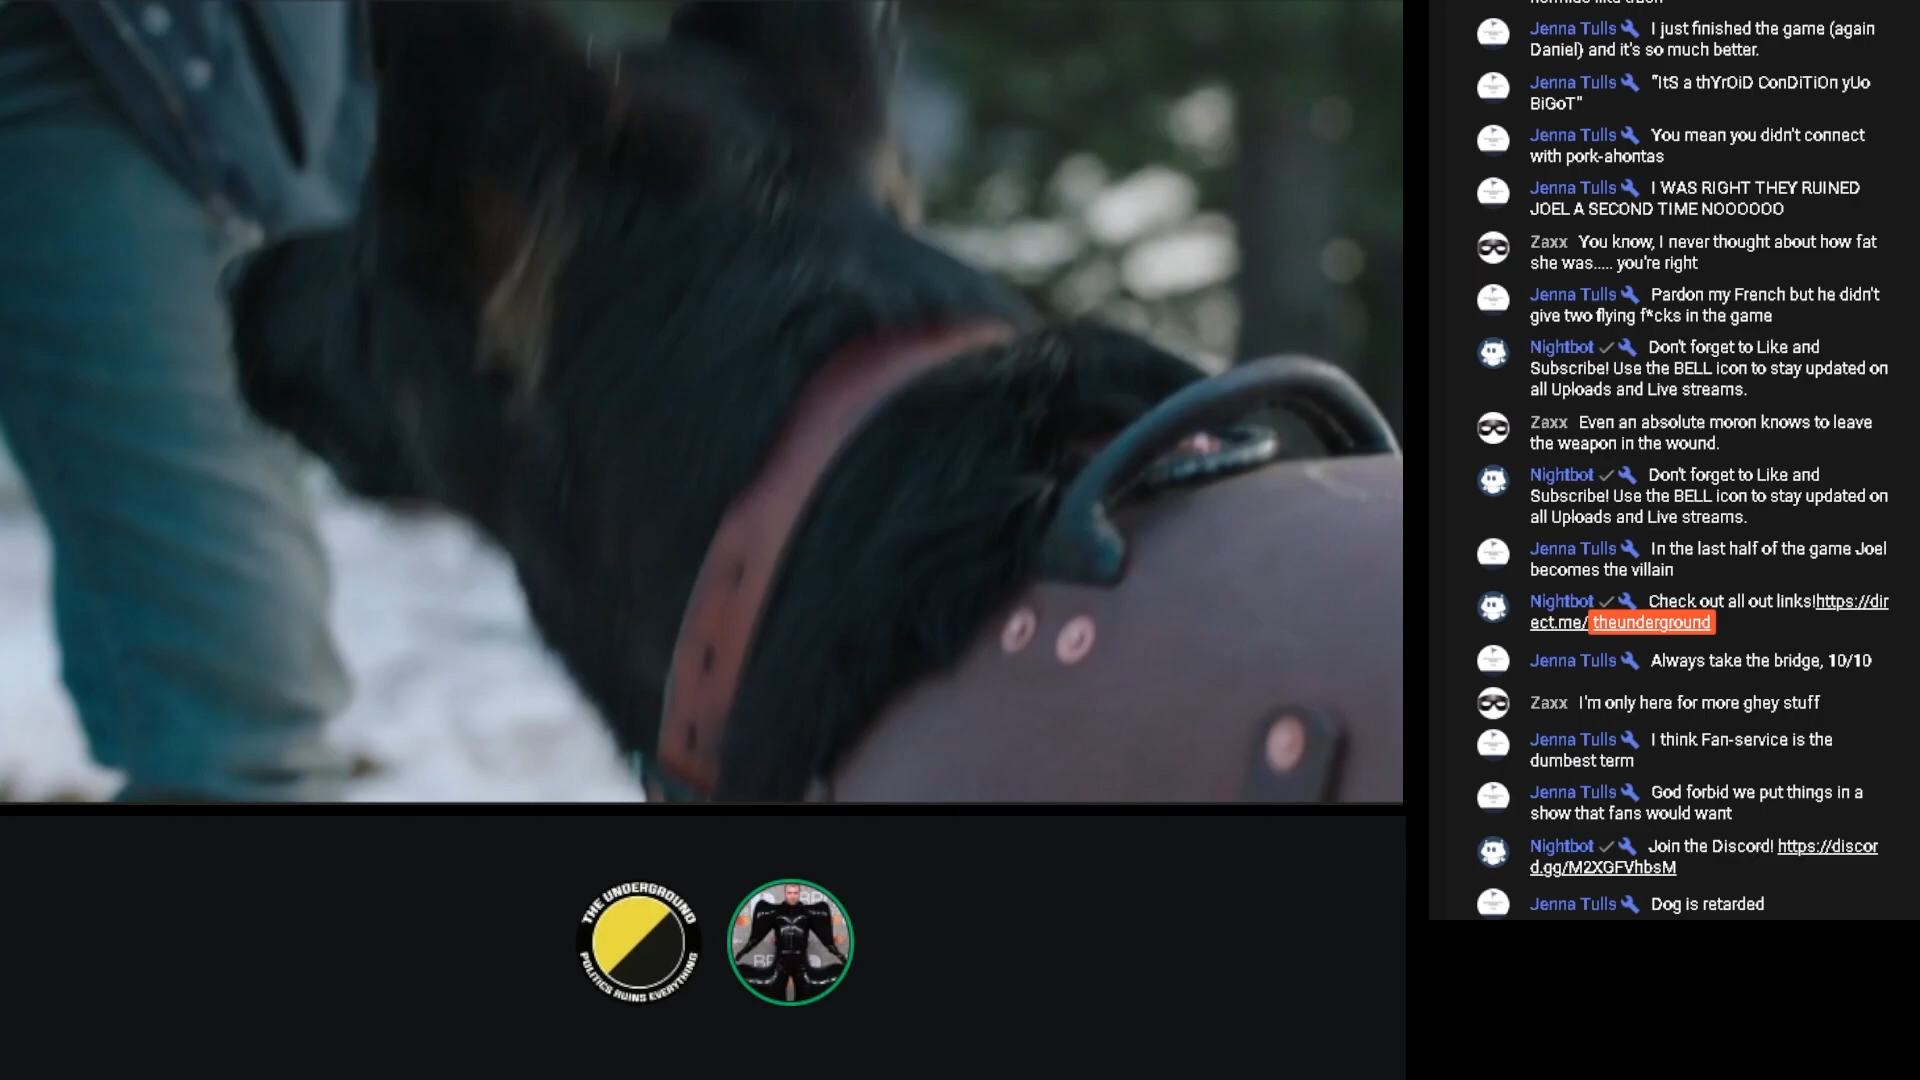 Jenna Tulls I just finished the game (again
Daniel) and it's so much better.
Jenna Tulls "ItS a thYrOiD ConDiTiOn yUo
BiGoT"
Jenna Tulls You mean you didn't connect
with pork-ahontas
Jenna Tulls I WAS RIGHT THEY RUINED
JOEL A SECOND TIME NOOOOOO
Zaxx You know, I never thought about how fat
she was..... you're right
Jenna Tulls Pardon my French but he didn't
give two flying f*cks in the game
Nightbot Don't forget to Like and
Subscribe! Use the BELL icon to stay updated on
all Uploads and Live streams.
Zaxx Even an absolute moron knows to leave
the weapon in the wound.
Nightbot Don't forget to Like and
Subscribe! Use the BELL icon to stay updated on
all Uploads and Live streams.
Jenna Tulls In the last half of the game Joel
becomes the villain
Nightbot Check out all out links!https://dir
ect.me/theunderground
Jenna Tulls Always take the bridge, 10/10
Zaxx I'm only here for more ghey stuff
Jenna Tulls I think Fan-service is the
dumbest term
Jenna Tulls God forbid we put things in a
show that fans would want
Nightbot Join the Discord! https://discor
d.gg/M2XGFVhbsM
Jenna Tulls Dog is retarded
THE UNDERGROUND
POLITICS RUINS EVERYTHING